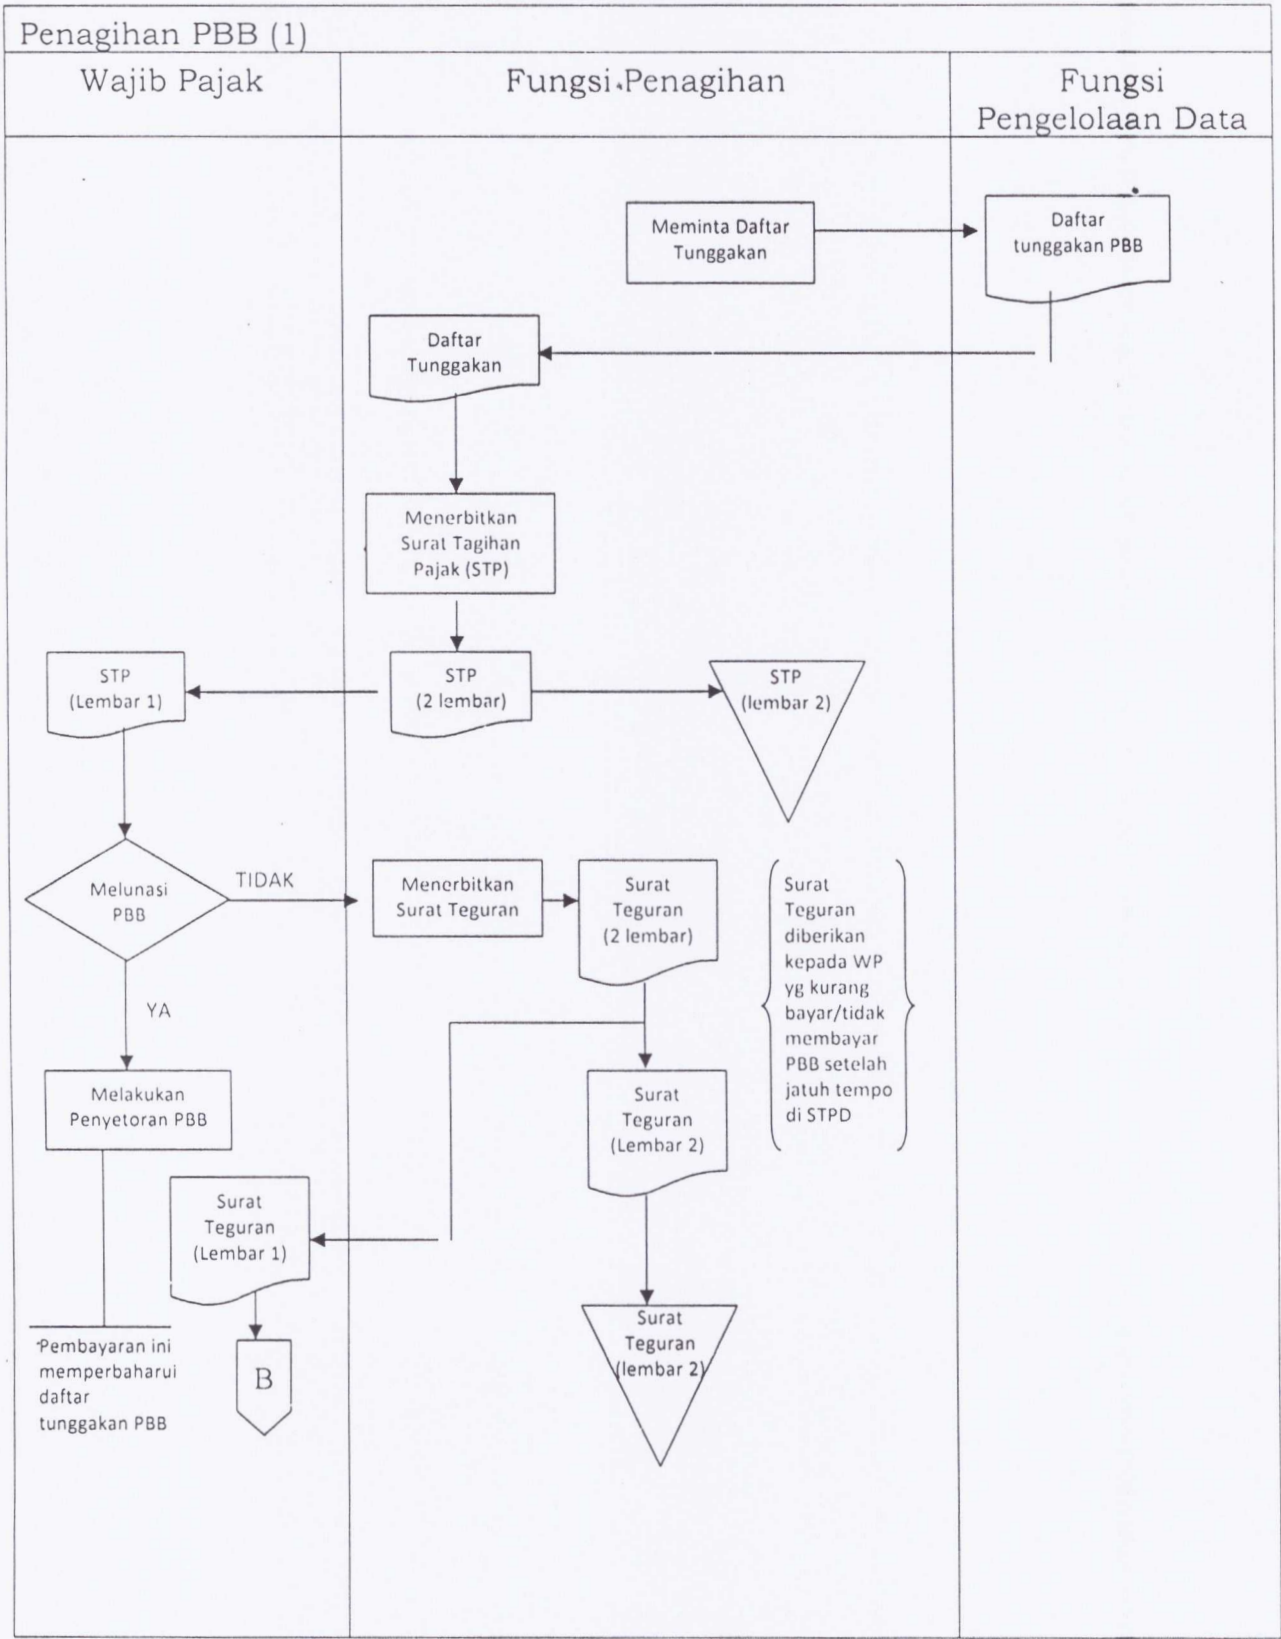 Penagihan PBB (1)
Wajib Pajak
Fungsi Penagihan
Fungsi
Pengelolaan Data
Meminta Daftar
Tunggakan
Daftar
tunggakan PBB
Daftar
Tunggakan
Menerbitkan
Surat Tagihan
Pajak (STP)
STP
(Lembar 1)
STP
(2 lembar)
STP
(lembar 2)
Melunasi
PBB
TIDAK
YA
Menerbitkan
Surat Teguran
Surat
Teguran
(2 lembar)
Surat
Teguran
diberikan
kepada WP
yg kurang
bayar/tidak
membayar
PBB setelah
jatuh tempo
di STPD
Melakukan
Penyetoran PBB
Surat
Teguran
(Lembar 2)
Surat
Teguran
(Lembar 1)
Surat
Teguran
(lembar 2)
Pembayaran ini
memperbaharui
daftar
tunggakan PBB
B